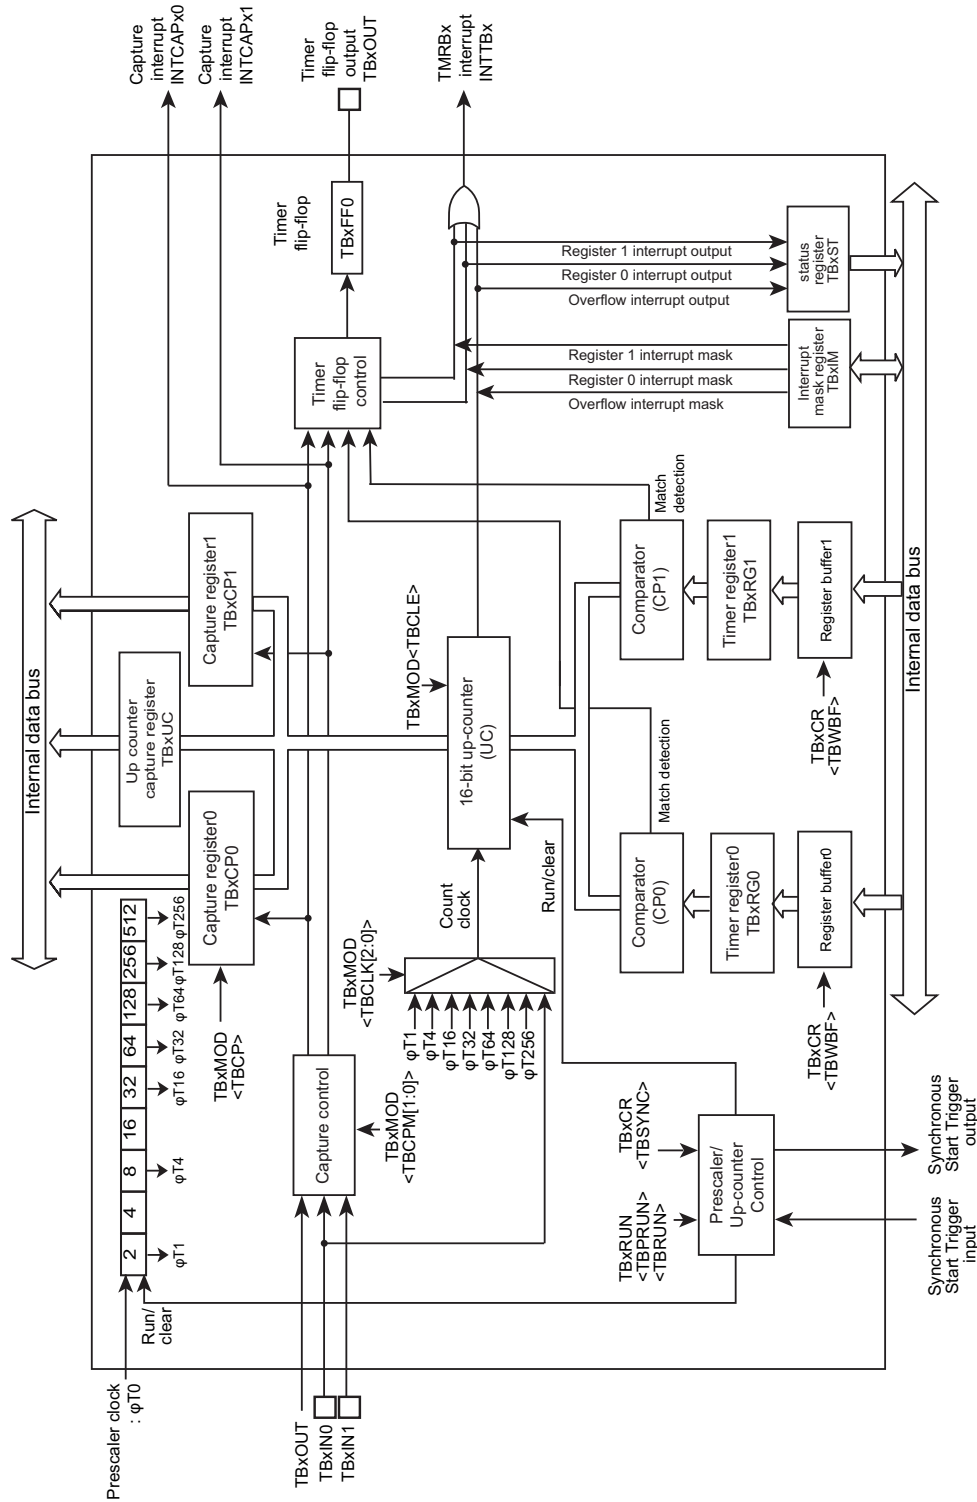 Prescaler clock
: φT0
Run/
clear
2
4
8
16
32
64
128
256
512
φT1
φT4
φT16
φT32
φT64
φT128
φT256
Internal data bus
TBxMOD
<TBCP>
Capture register0
TBxCP0
Up counter
capture register
TBxUC
Capture register1
TBxCP1
Capture
interrupt
INTCAPx0
Capture
interrupt
INTCAPx1
Timer
flip-flop
output
TBxOUT
TMRBx
interrupt
INTTBx
TBxOUT
TBxIN0
TBxIN1
Capture control
TBxMOD
<TBCPM[1:0]>
TBxMOD
<TBCLK[2:0]>
φT1
φT4
φT16
φT32
φT64
φT128
φT256
Count
clock
16-bit up-counter
(UC)
TBxMOD<TBCLE>
Run/clear
Timer
flip-flop
control
Timer
flip-flop
TBxFF0
Register 1 interrupt output
Register 0 interrupt output
Overflow interrupt output
Register 1 interrupt mask
Register 0 interrupt mask
Overflow interrupt mask
status
register
TBxST
Interrupt
mask register
TBxIM
TBxRUN
<TBPRUN>
<TBRUN>
TBxCR
<TBSYNC>
Prescaler/
Up-counter
Control
Synchronous
Start Trigger
input
Synchronous
Start Trigger
output
Match detection
Comparator
(CP0)
Timer register0
TBxRG0
Register buffer0
TBxCR
<TBWBF>
Match
detection
Comparator
(CP1)
Timer register1
TBxRG1
Register buffer1
TBxCR
<TBWBF>
Internal data bus